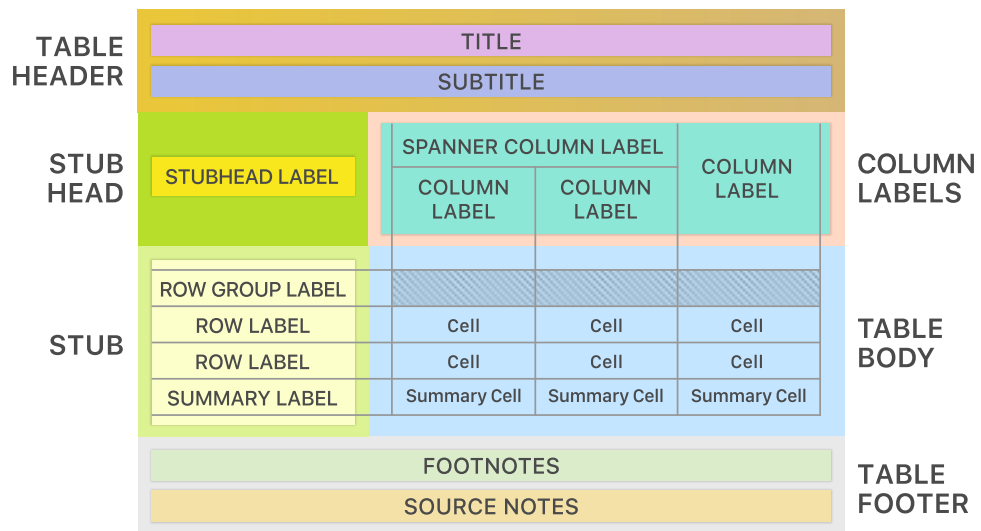 TABLE
HEADER
TITLE
SUBTITLE
STUB
HEAD
STUBHEAD LABEL
SPANNER COLUMN LABEL
COLUMN
LABEL
COLUMN
LABEL
COLUMN
LABEL
COLUMN
LABELS
STUB
ROW GROUP LABEL
ROW LABEL Cell Cell Cell
ROW LABEL Cell Cell Cell
SUMMARY LABEL Summary Cell Summary Cell Summary Cell
TABLE
BODY
FOOTNOTES
SOURCE NOTES
TABLE
FOOTER